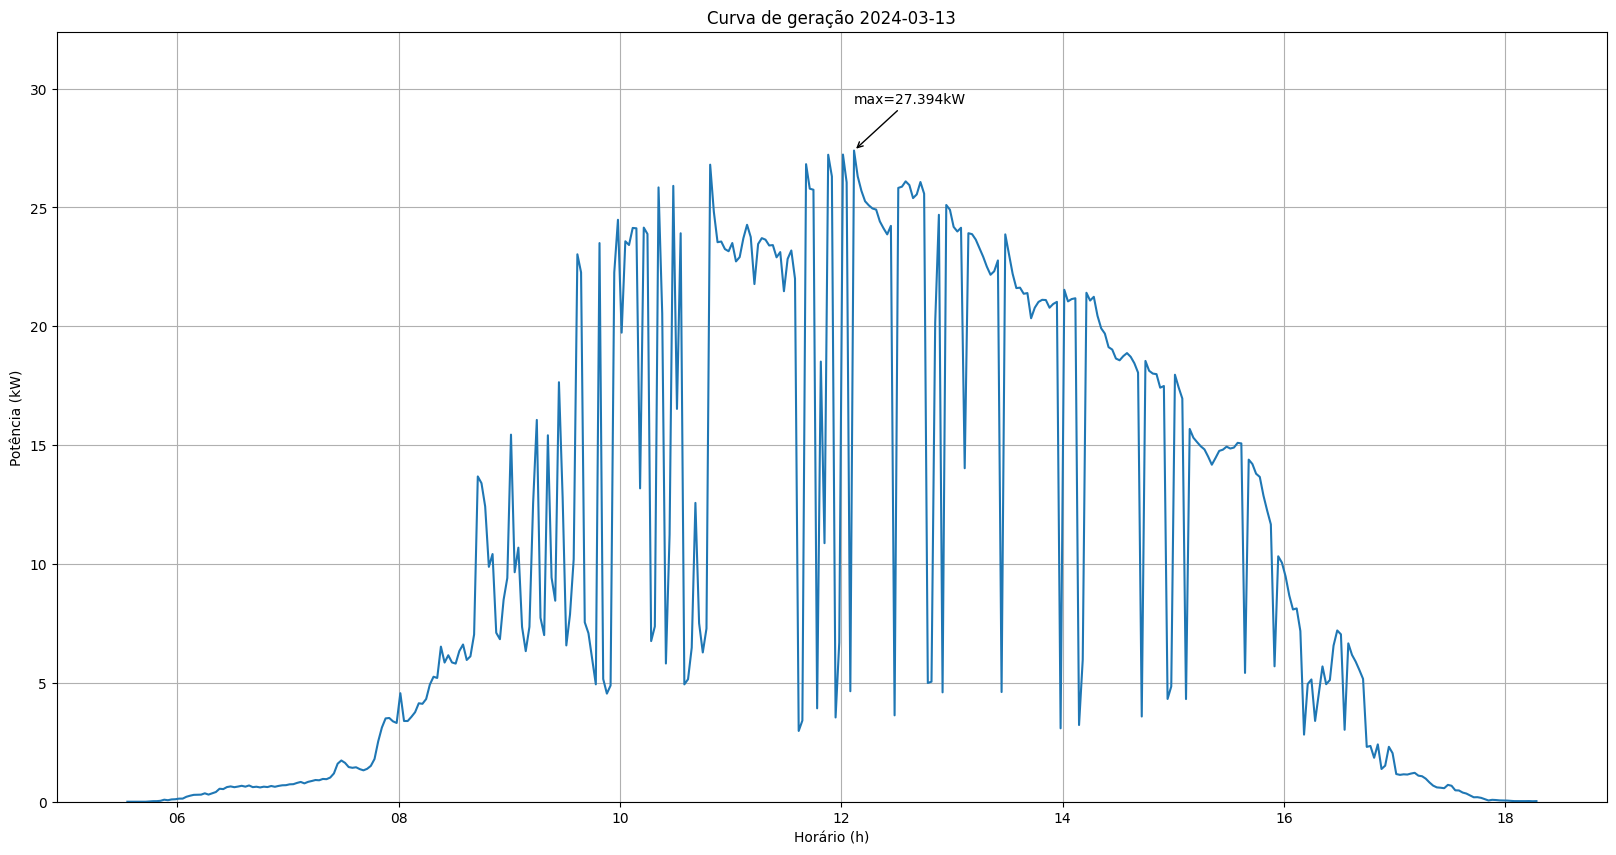 Curva de geração 2024-03-13
max=27.394kW
30
25
20
15
10
5
0
Potência (kW)
06 08 10 12 14 16 18
Horário (h)